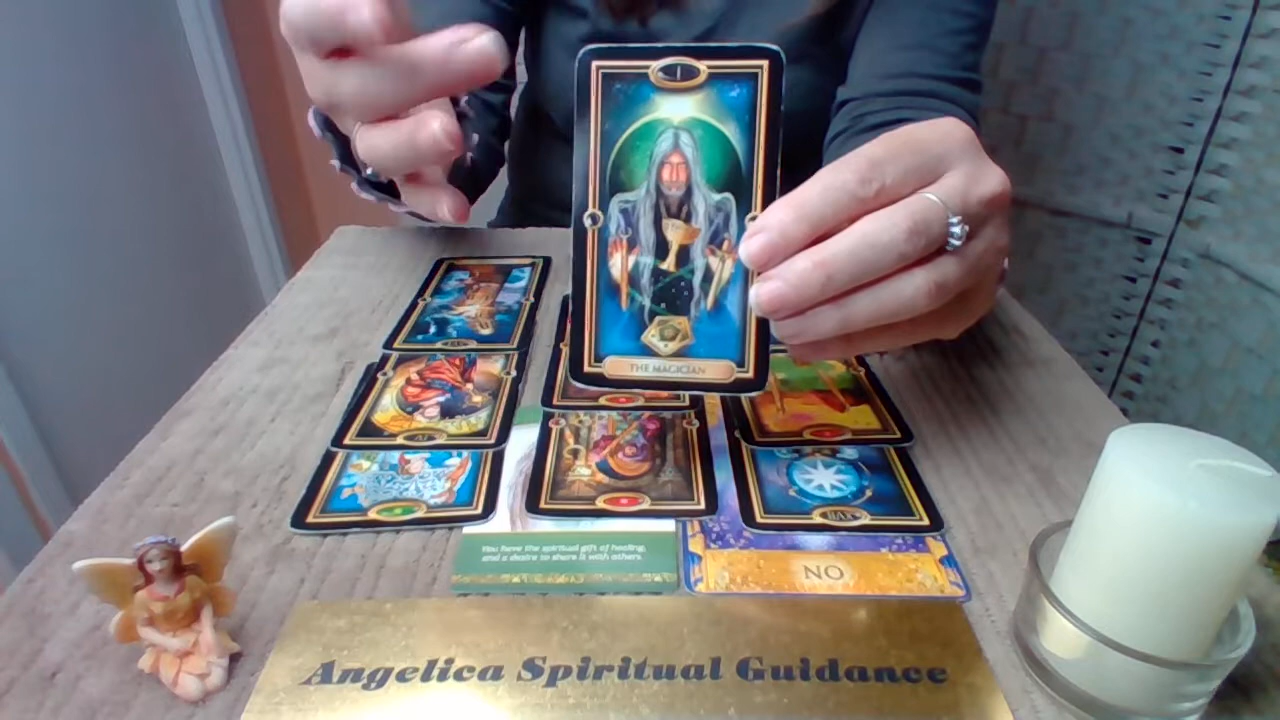 I
THE MAGICIAN
You have the spiritual gift of healing,
and a desire to share it with others.
NO
Angelica Spiritual Guidance